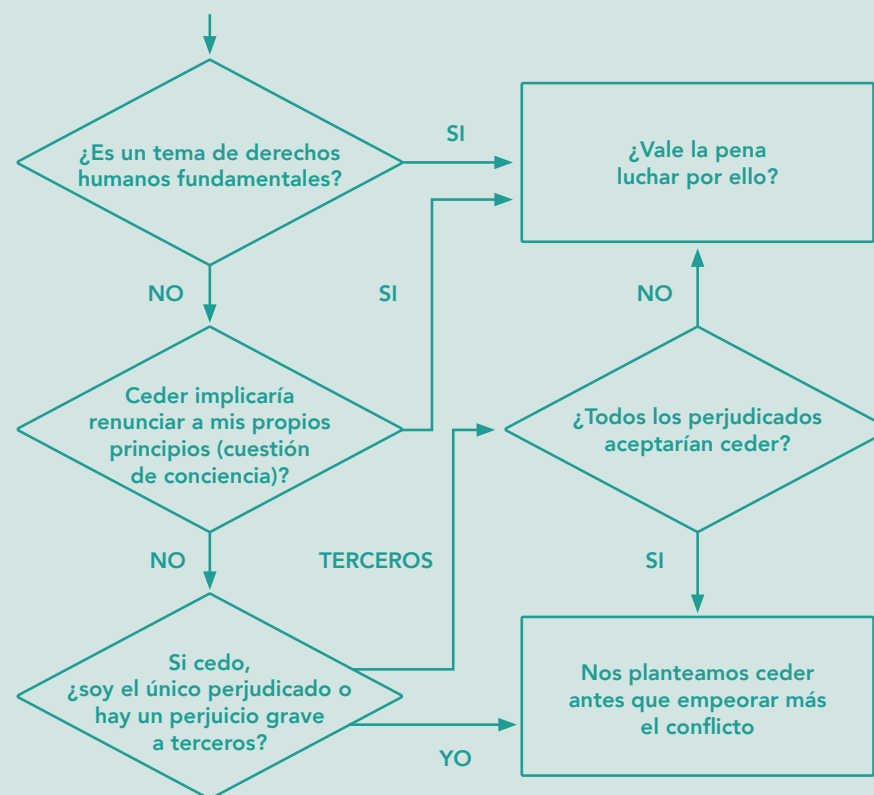 ¿Es un tema de derechos
humanos fundamentales?
SI
¿Vale la pena
luchar por ello?
NO
SI
NO
Ceder implicaría
renunciar a mis propios
principios (cuestión
de conciencia)?
¿Todos los perjudicados
aceptarían ceder?
NO
TERCEROS
SI
Si cedo,
¿soy el único perjudicado o
hay un perjuicio grave
a terceros?
YO
Nos planteamos ceder
antes que empeorar más
el conflicto